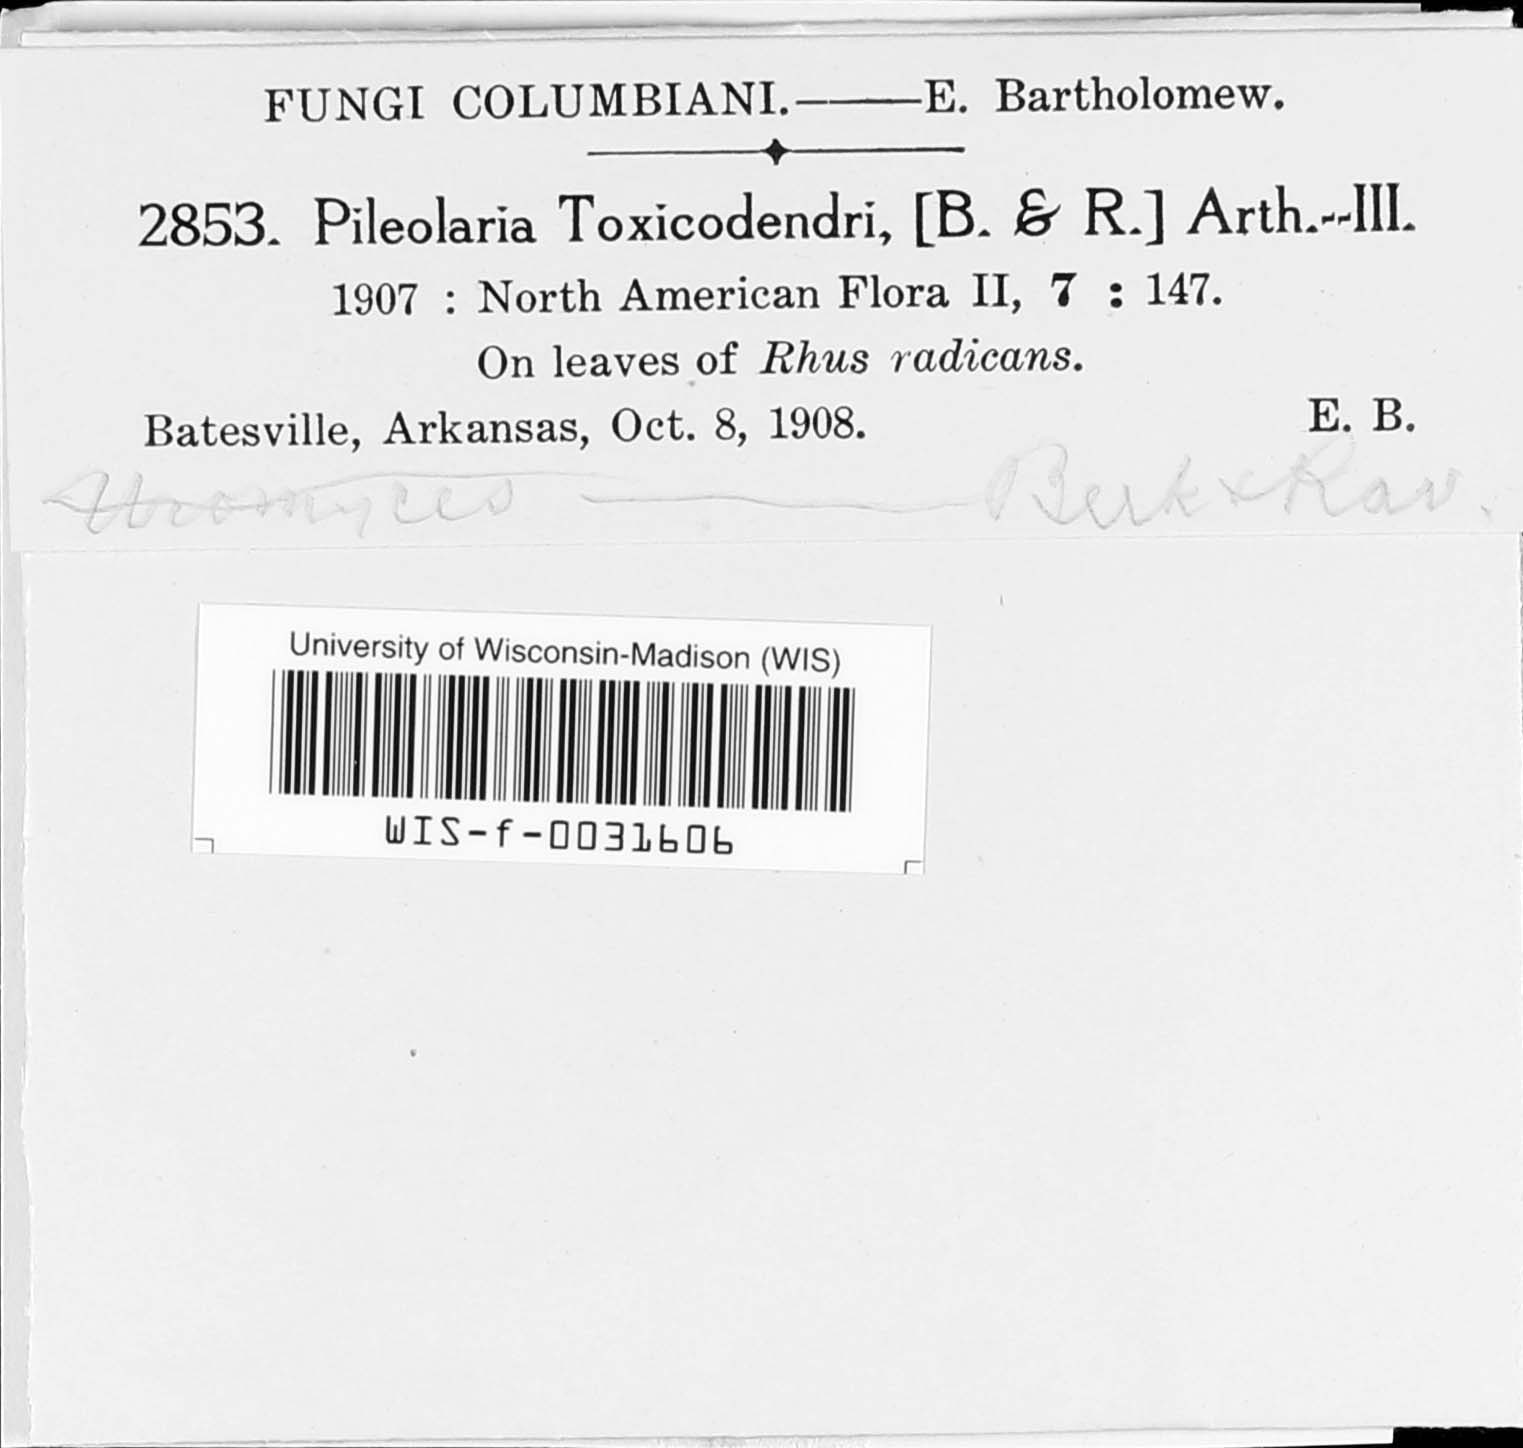 FUNGI COLUMBIANI.———E. Bartholomew.
2853. Pileolaria Toxicodendri, [B. & R.] Arth.--III.
1907 : North American Flora II, 7 : 147.
On leaves of Rhus radicans.
Batesville, Arkansas, Oct. 8, 1908. E. B.
Uromyces ——— Berk & Rav.
University of Wisconsin-Madison (WIS)
WIS-f-0031606